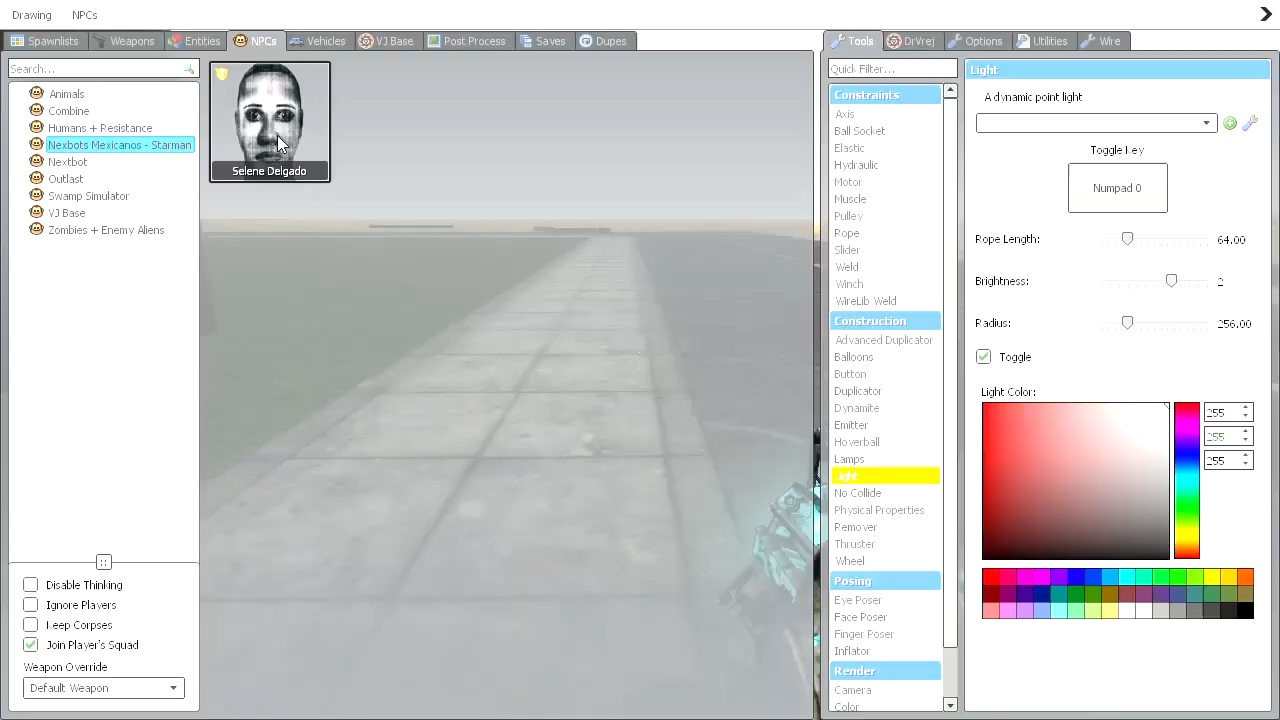 Drawing NPCs
Spawnlists Weapons Entities NPCs Vehicles VJ Base Post Process Saves Dupes
Search...
Animals
Combine
Humans + Resistance
Nexbots Mexicanos - Starman
Nextbot
Outlast
Swamp Simulator
VJ Base
Zombies + Enemy Aliens
Disable Thinking
Ignore Players
Keep Corpses
Join Player's Squad
Weapon Override
Default Weapon
Selene Delgado
Tools DrVrej Options Utilities Wire
Quick Filter...
Constraints
Axis
Ball Socket
Elastic
Hydraulic
Motor
Muscle
Pulley
Rope
Slider
Weld
Winch
WireLib Weld
Construction
Advanced Duplicator
Balloons
Button
Duplicator
Dynamite
Emitter
Hoverball
Lamps
Light
No Collide
Physical Properties
Remover
Thruster
Wheel
Posing
Eye Poser
Face Poser
Finger Poser
Inflator
Render
Camera
Color
Light
A dynamic point light
Toggle Key
Numpad 0
Rope Length: 64.00
Brightness: 2
Radius: 256.00
Toggle
Light Color:
255
255
255